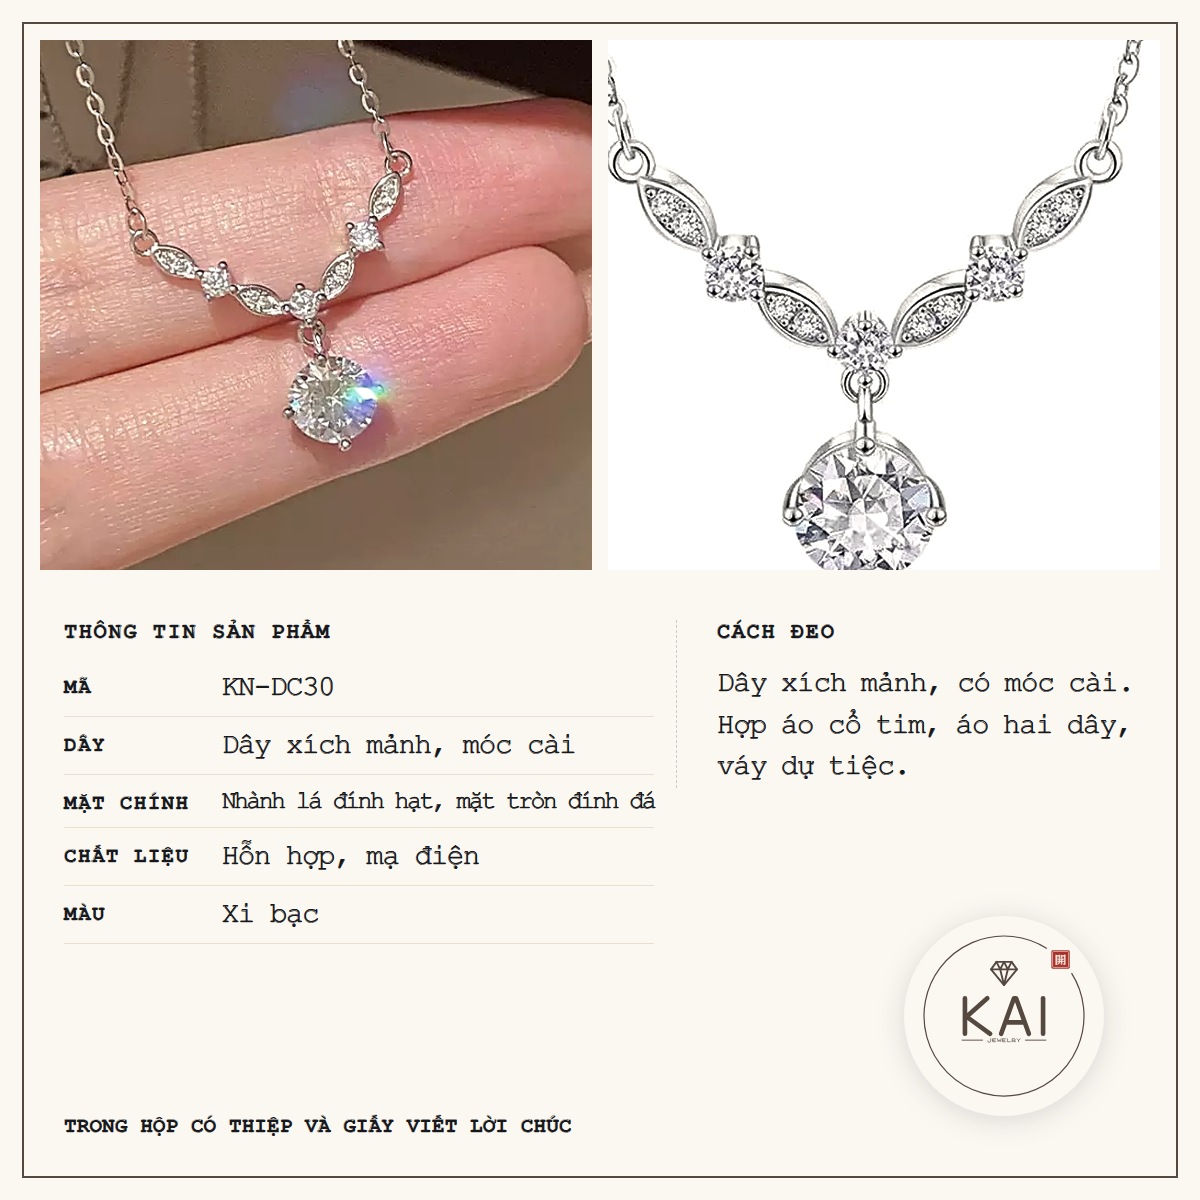 THÔNG TIN SẢN PHẨM
MÃ KN-DC30
DÂY Dây xích mảnh, móc cài
MẶT CHÍNH Nhành lá đính hạt, mặt tròn đính đá
CHẤT LIỆU Hỗn hợp, mạ điện
MÀU Xi bạc
CÁCH ĐEO
Dây xích mảnh, có móc cài.
Hợp áo cổ tim, áo hai dây,
váy dự tiệc.
開
KAI
JEWELRY
TRONG HỘP CÓ THIỆP VÀ GIẤY VIẾT LỜI CHÚC